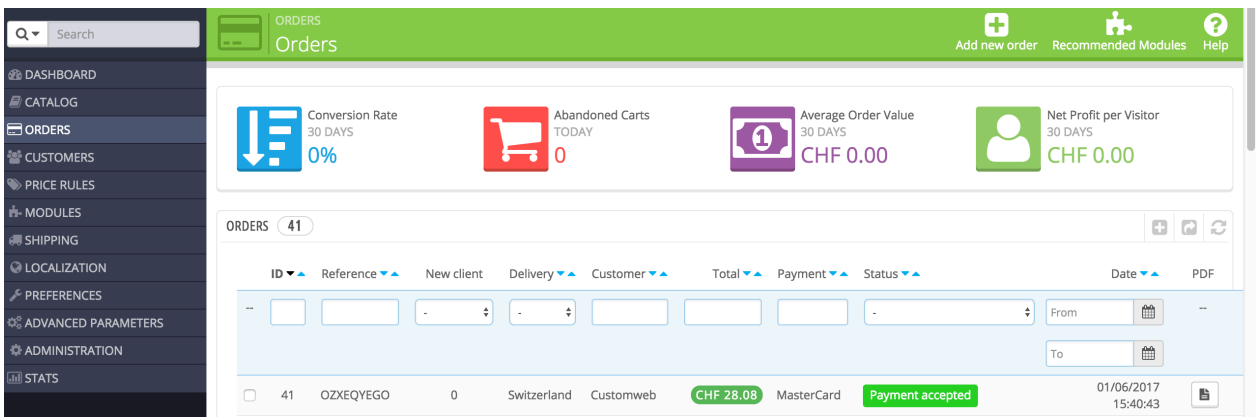 Search
DASHBOARD
CATALOG
ORDERS
CUSTOMERS
PRICE RULES
MODULES
SHIPPING
LOCALIZATION
PREFERENCES
ADVANCED PARAMETERS
ADMINISTRATION
STATS
ORDERS
Orders
Add new order Recommended Modules Help
Conversion Rate
30 DAYS
0%
Abandoned Carts
TODAY
0
1
Average Order Value
30 DAYS
CHF 0.00
Net Profit per Visitor
30 DAYS
CHF 0.00
ORDERS 41
ID Reference New client Delivery Customer Total Payment Status Date PDF
-- - - - From --
To
41 OZXEQYEGO 0 Switzerland Customweb CHF 28.08 MasterCard Payment accepted 01/06/2017
15:40:43